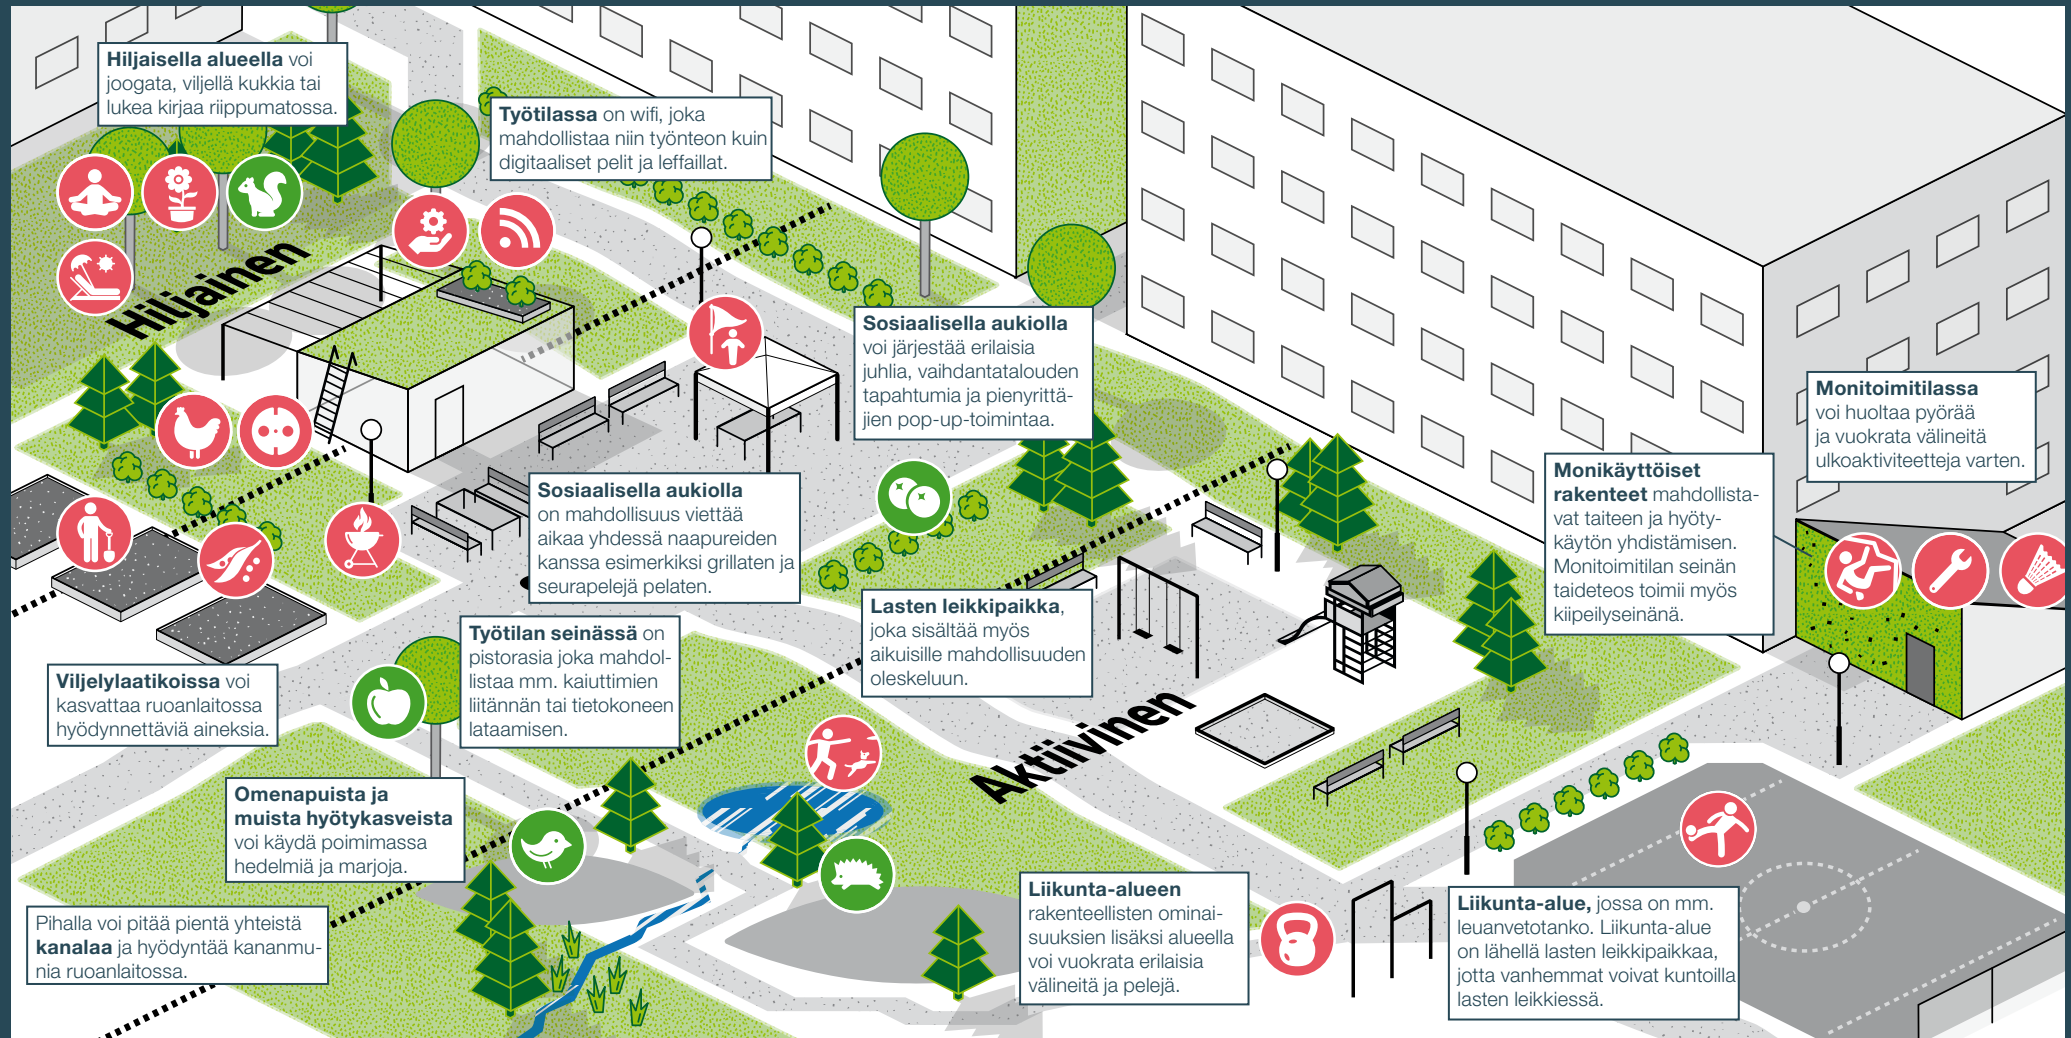 Hiljaisella alueella voi
joogata, viljellä kukkia tai
lukea kirjaa riippumatossa.
Työtilassa on wifi, joka
mahdollistaa niin työnteon kuin
digitaaliset pelit ja leffaillat.
Hiljainen
Sosiaalisella aukiolla
voi järjestää erilaisia
juhlia, vaihdantatalouden
tapahtumia ja pienyrittä-
jien pop-up-toimintaa.
Monitoimitilassa
voi huoltaa pyörää
ja vuokrata välineitä
ulkoaktiviteetteja varten.
Monikäyttöiset
rakenteet mahdollista-
vat taiteen ja hyöty-
käytön yhdistämisen.
Monitoimitilan seinän
taideteos toimii myös
kiipeilyseinänä.
Sosiaalisella aukiolla
on mahdollisuus viettää
aikaa yhdessä naapureiden
kanssa esimerkiksi grillaten ja
seurapelejä pelaten.
Lasten leikkipaikka,
joka sisältää myös
aikuisille mahdollisuuden
oleskeluun.
Työtilan seinässä on
pistorasia joka mahdol-
listaa mm. kaiuttimien
liitännän tai tietokoneen
lataamisen.
Viljelylaatikoissa voi
kasvattaa ruoanlaitossa
hyödynnettäviä aineksia.
Aktiivinen
Omenapuista ja
muista hyötykasveista
voi käydä poimimassa
hedelmiä ja marjoja.
Pihalla voi pitää pientä yhteistä
kanalaa ja hyödyntää kananmu-
nia ruoanlaitossa.
Liikunta-alueen
rakenteellisten ominai-
suuksien lisäksi alueella
voi vuokrata erilaisia
välineitä ja pelejä.
Liikunta-alue, jossa on mm.
leuanvetotanko. Liikunta-alue
on lähellä lasten leikkipaikkaa,
jotta vanhemmat voivat kuntoilla
lasten leikkiessä.